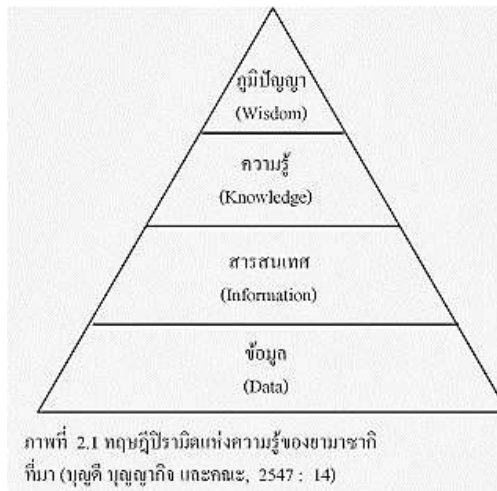 ภูมิปัญญา
(Wisdom)
ความรู้
(Knowledge)
สารสนเทศ
(Information)
ข้อมูล
(Data)
ภาพที่ 2.1 ทฤษฎีปิรามิดแห่งความรู้ของยามาซากิ
ที่มา (บุญดี บุญญากิจ และคณะ, 2547 : 14)